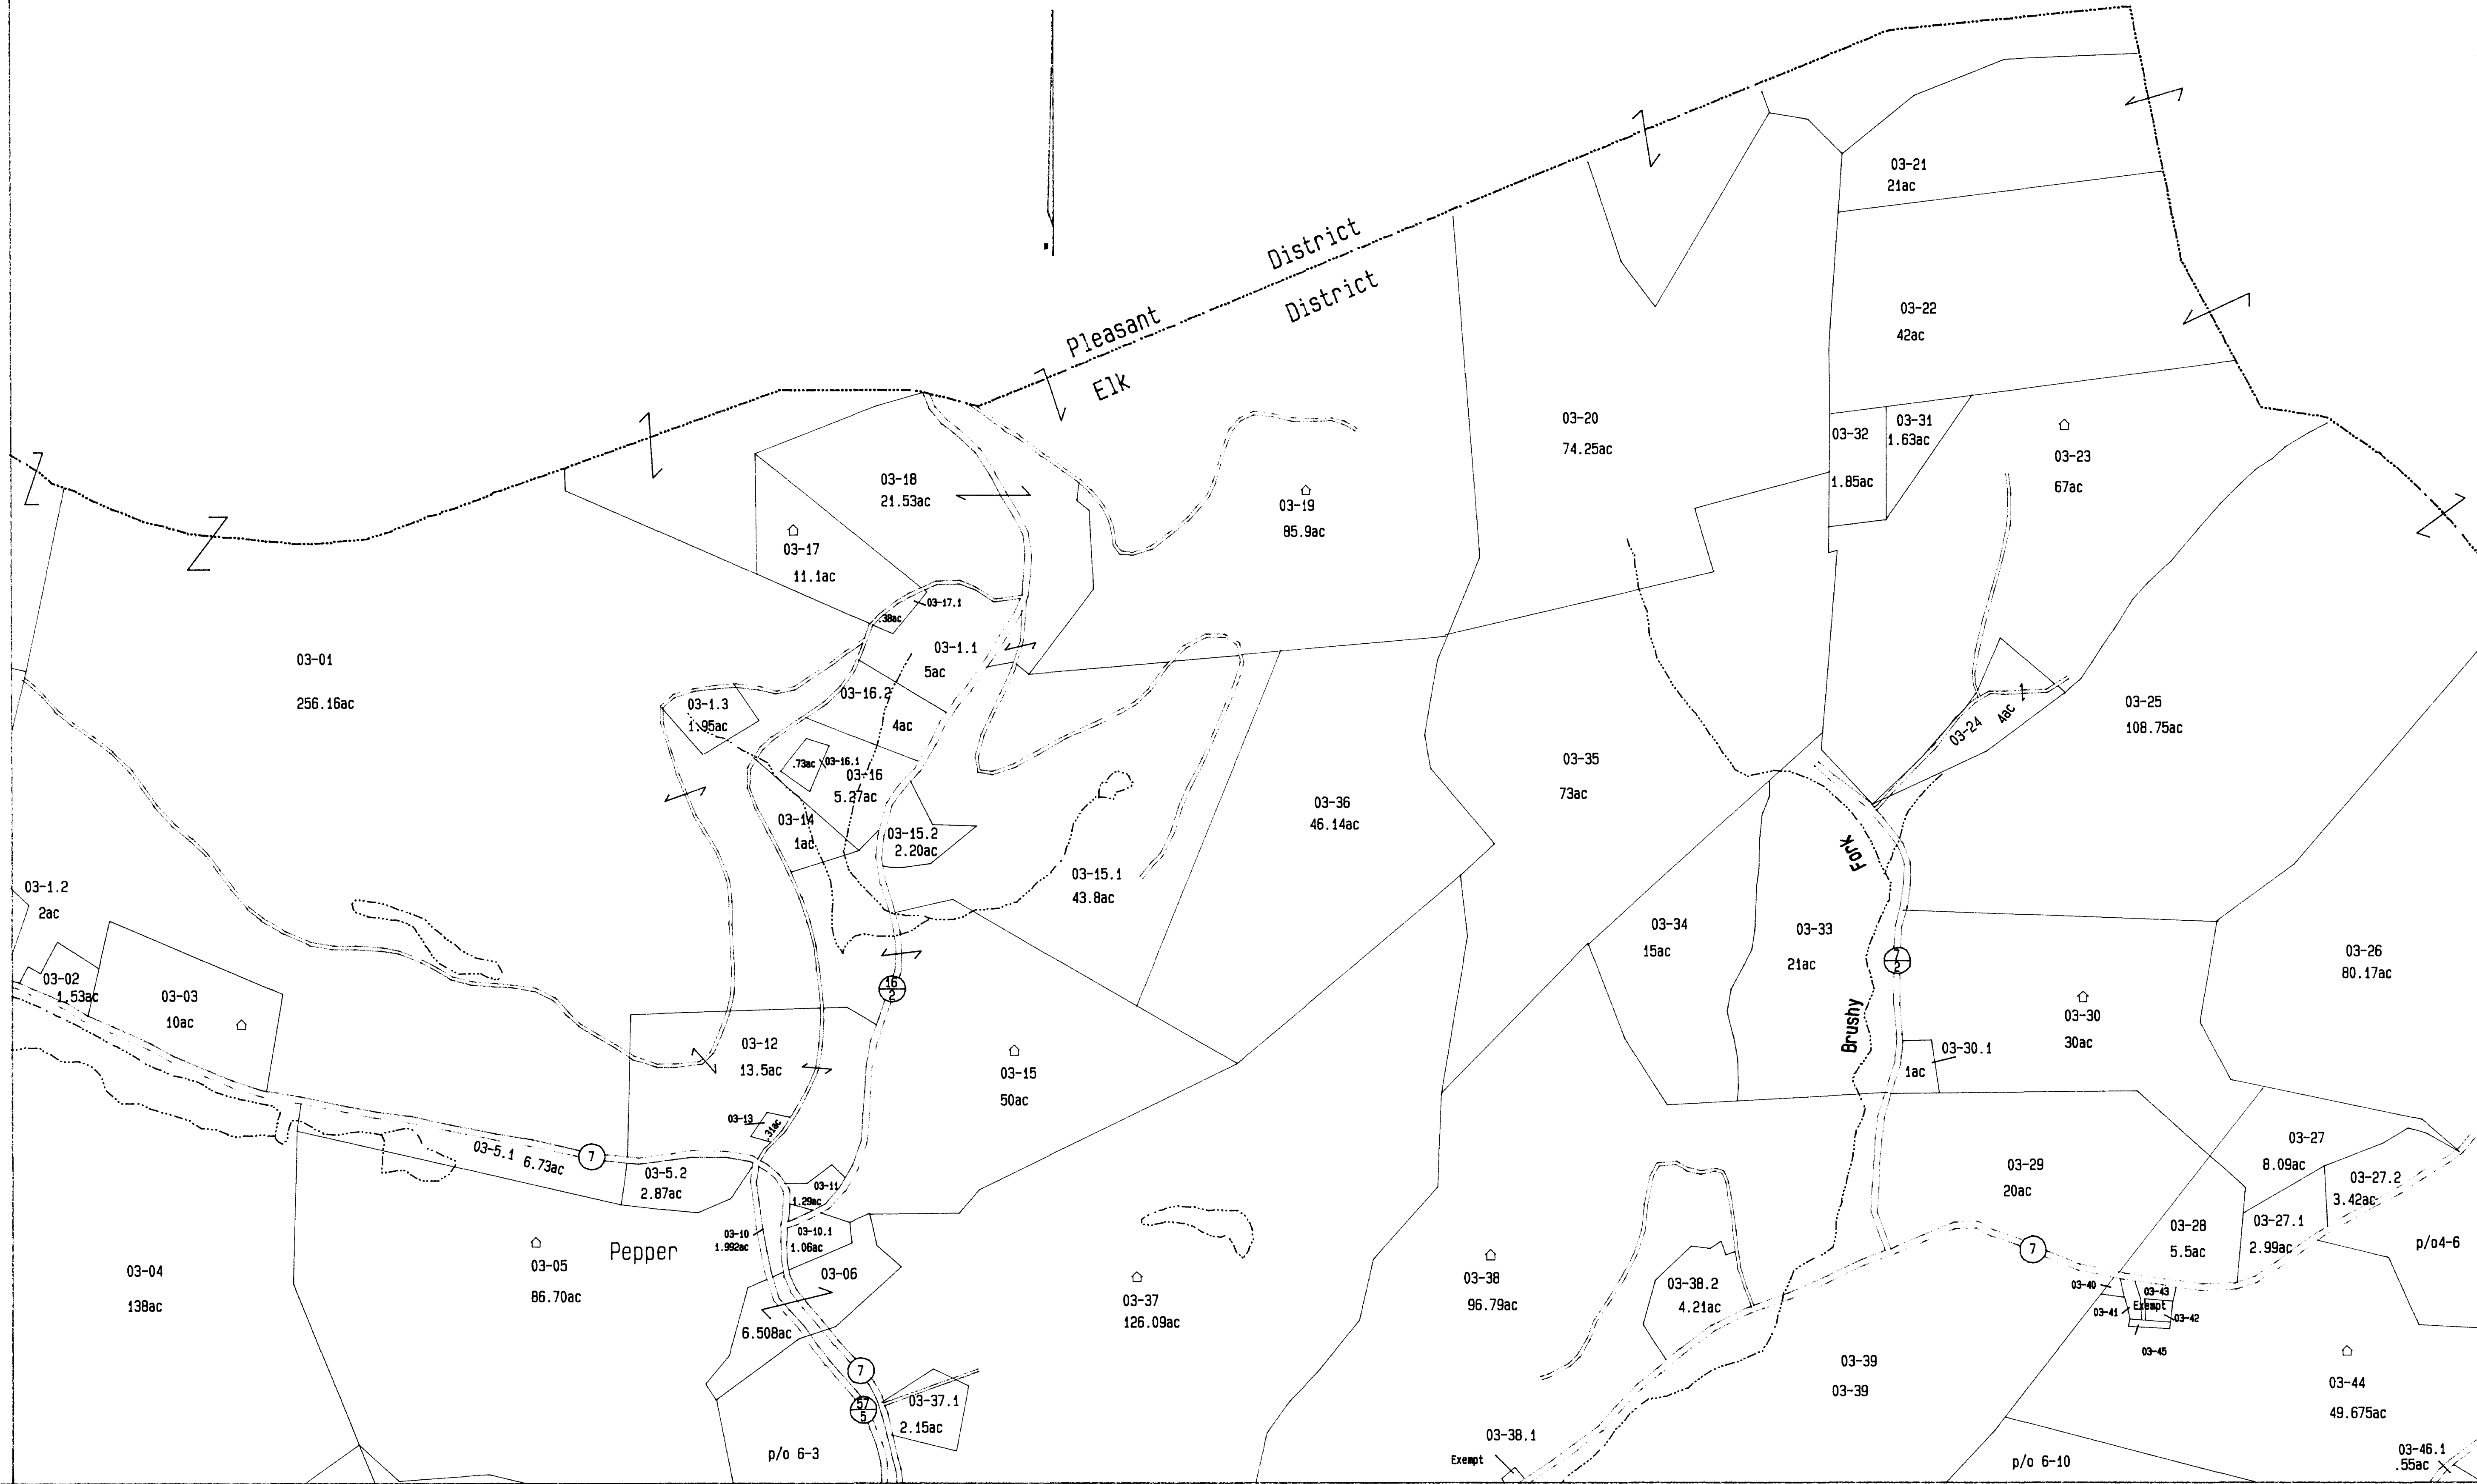 District
District
Pleasant
Elk
03-21
21ac
03-22
42ac
03-20
74.25ac
03-32
1.85ac
03-31
1.63ac
03-23
67ac
03-18
21.53ac
03-19
85.9ac
03-17
11.1ac
03-17.1
.38ac
03-1.1
5ac
03-01
256.16ac
03-1.3
1.95ac
03-16.2
4ac
.73ac
03-16.1
03-16
5.27ac
03-14
1ac
03-15.2
2.20ac
03-15.1
43.8ac
03-36
46.14ac
03-35
73ac
03-24
4ac
03-25
108.75ac
Fork
Brushy
03-1.2
2ac
03-02
1.53ac
03-03
10ac
03-34
15ac
03-33
21ac
7
2
03-26
80.17ac
03-30
30ac
03-30.1
1ac
16
2
03-12
13.5ac
03-13
.31ac
03-15
50ac
03-5.1 6.73ac
7
03-5.2
2.87ac
03-11
1.29ac
03-10
1.992ac
03-10.1
1.06ac
03-06
6.508ac
Pepper
03-04
138ac
03-05
86.70ac
03-37
126.09ac
03-38
96.79ac
03-38.2
4.21ac
03-29
20ac
7
03-27
8.09ac
03-27.2
3.42ac
03-28
5.5ac
03-27.1
2.99ac
p/o4-6
03-40
03-43
03-41
Exempt
03-42
03-45
03-39
03-39
03-44
49.675ac
7
57
5
03-37.1
2.15ac
p/o 6-3
03-38.1
Exempt
p/o 6-10
03-46.1
.55ac